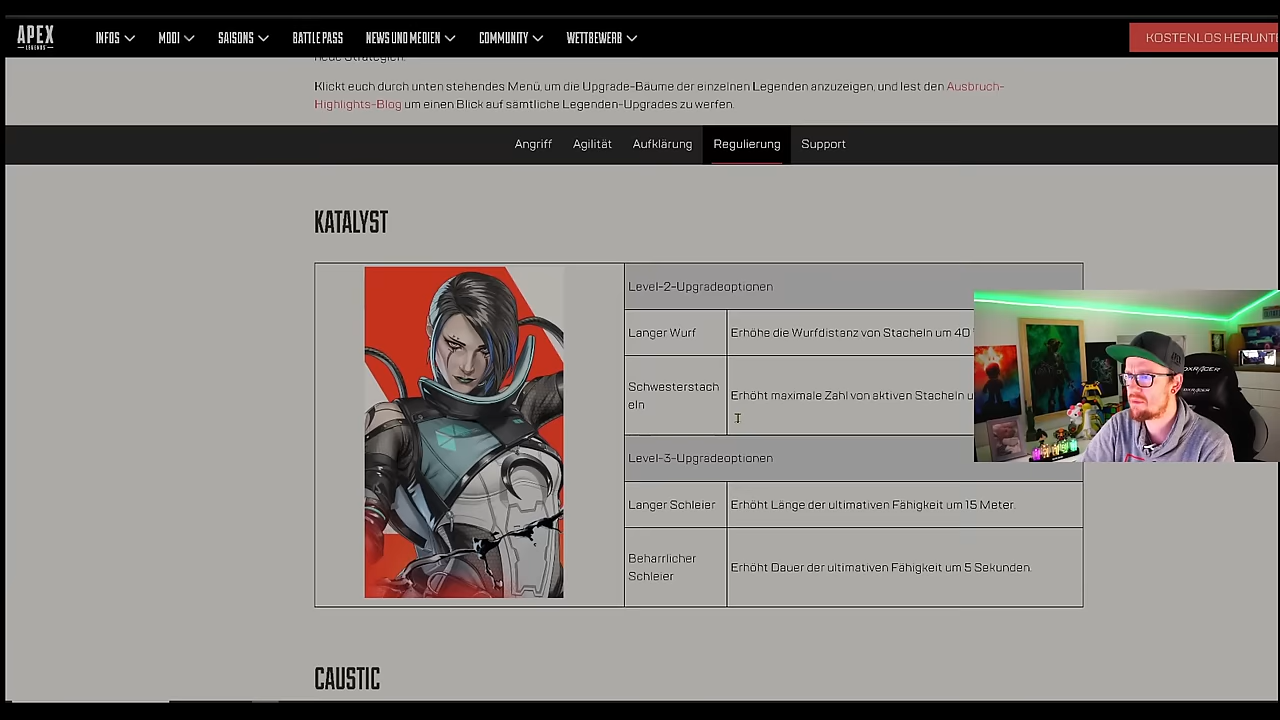 APEX
LEGENDS
INFOS MODI SAISONS BATTLE PASS NEWS UND MEDIEN COMMUNITY WETTBEWERB KOSTENLOS HERUNT
neue Strategien.
Klickt euch durch unten stehendes Menü, um die Upgrade-Bäume der einzelnen Legenden anzuzeigen, und lest den Ausbruch-
Highlights-Blog um einen Blick auf sämtliche Legenden-Upgrades zu werfen.
Angriff Agilität Aufklärung Regulierung Support
KATALYST
Level-2-Upgradeoptionen
Langer Wurf Erhöhe die Wurfdistanz von Stacheln um 40
Schwesterstach
eln
Erhöht maximale Zahl von aktiven Stacheln u
Level-3-Upgradeoptionen
Langer Schleier Erhöht Länge der ultimativen Fähigkeit um 15 Meter.
Beharrlicher
Schleier
Erhöht Dauer der ultimativen Fähigkeit um 5 Sekunden.
CAUSTIC